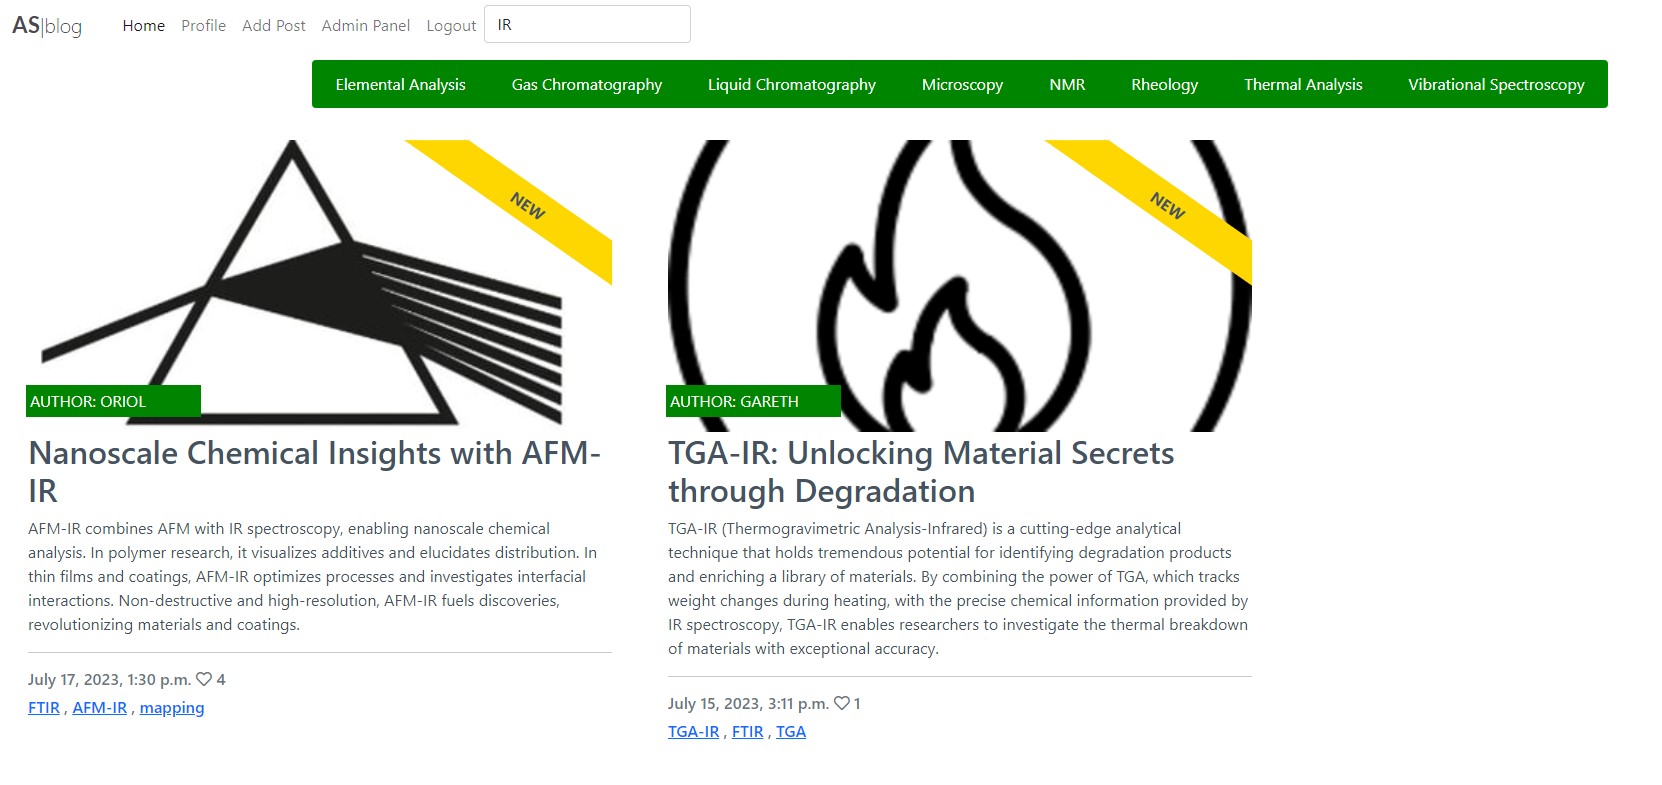 AS|blog Home Profile Add Post Admin Panel Logout IR
Elemental Analysis Gas Chromatography Liquid Chromatography Microscopy NMR Rheology Thermal Analysis Vibrational Spectroscopy
NEW
AUTHOR: ORIOL
Nanoscale Chemical Insights with AFM-
IR
AFM-IR combines AFM with IR spectroscopy, enabling nanoscale chemical
analysis. In polymer research, it visualizes additives and elucidates distribution. In
thin films and coatings, AFM-IR optimizes processes and investigates interfacial
interactions. Non-destructive and high-resolution, AFM-IR fuels discoveries,
revolutionizing materials and coatings.
July 17, 2023, 1:30 p.m. ♡ 4
FTIR , AFM-IR , mapping
NEW
AUTHOR: GARETH
TGA-IR: Unlocking Material Secrets
through Degradation
TGA-IR (Thermogravimetric Analysis-Infrared) is a cutting-edge analytical
technique that holds tremendous potential for identifying degradation products
and enriching a library of materials. By combining the power of TGA, which tracks
weight changes during heating, with the precise chemical information provided by
IR spectroscopy, TGA-IR enables researchers to investigate the thermal breakdown
of materials with exceptional accuracy.
July 15, 2023, 3:11 p.m. ♡ 1
TGA-IR , FTIR , TGA